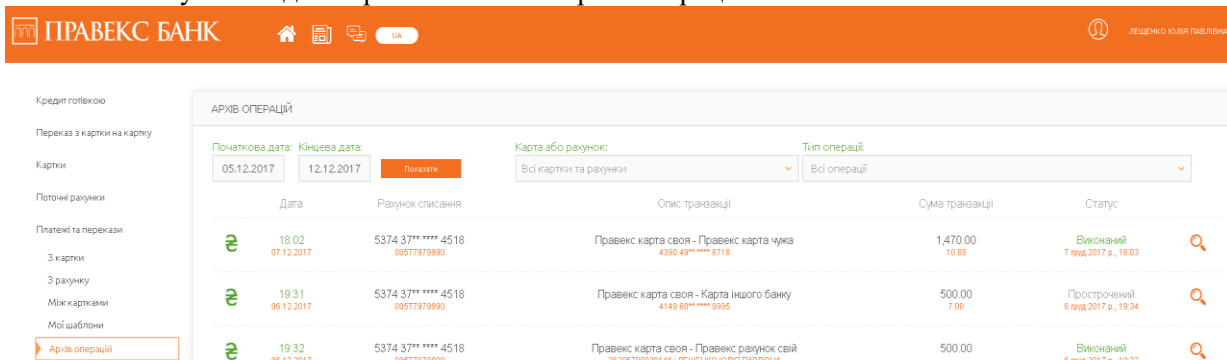 ПРАВЕКС БАНК
UA
ЛЕЩЕНКО ЮЛІЯ ПАВЛІВНА
Кредит готівкою
Переказ з картки на картку
Картки
Поточні рахунки
Платежі та перекази
З картки
З рахунку
Між картками
Мої шаблони
Архів операцій
АРХІВ ОПЕРАЦІЙ
Початкова дата: Кінцева дата: Карта або рахунок: Тип операції:
05.12.2017 12.12.2017 Показати Всі картки та рахунки Всі операції
Дата Рахунок списання Опис транзакції Сума транзакції Статус
18:02 5374 37** **** 4518 Правекс карта своя - Правекс карта чужа 1,470.00 Виконаний
07.12.2017 005T7979990 4390 49** **** 8718 10.88 7 груд 2017 р., 18:03
19:31 5374 37** **** 4518 Правекс карта своя - Карта іншого банку 500.00 Прострочений
06.12.2017 005T7979990 4149 60** **** 9995 7.00 6 груд 2017 р., 19:34
19:32 5374 37** **** 4518 Правекс карта своя - Правекс рахунок свій 500.00 Виконаний